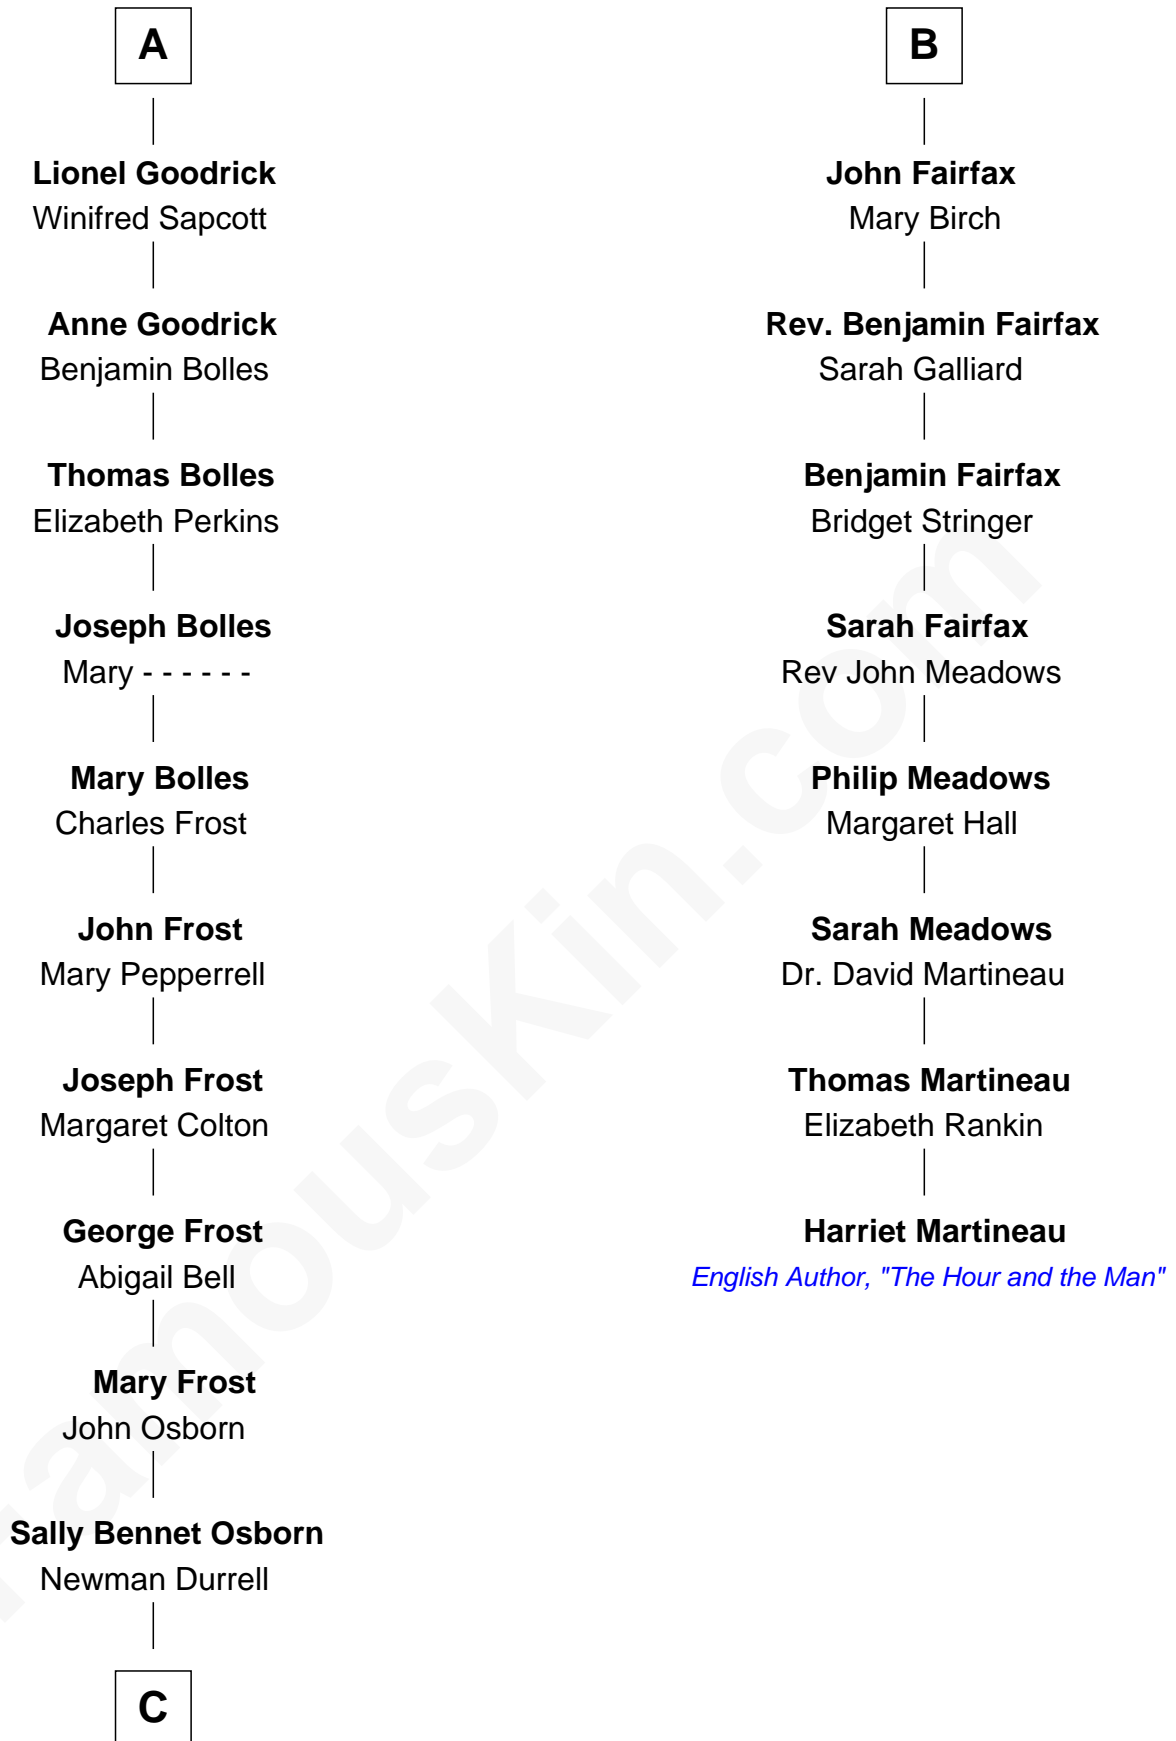 A
Lionel Goodrick
Winifred Sapcott
Anne Goodrick
Benjamin Bolles
Thomas Bolles
Elizabeth Perkins
Joseph Bolles
Mary - - - - - -
Mary Bolles
Charles Frost
John Frost
Mary Pepperrell
Joseph Frost
Margaret Colton
George Frost
Abigail Bell
Mary Frost
John Osborn
Sally Bennet Osborn
Newman Durrell
C
B
John Fairfax
Mary Birch
Rev. Benjamin Fairfax
Sarah Galliard
Benjamin Fairfax
Bridget Stringer
Sarah Fairfax
Rev John Meadows
Philip Meadows
Margaret Hall
Sarah Meadows
Dr. David Martineau
Thomas Martineau
Elizabeth Rankin
Harriet Martineau
English Author, "The Hour and the Man"
FamousKin.com